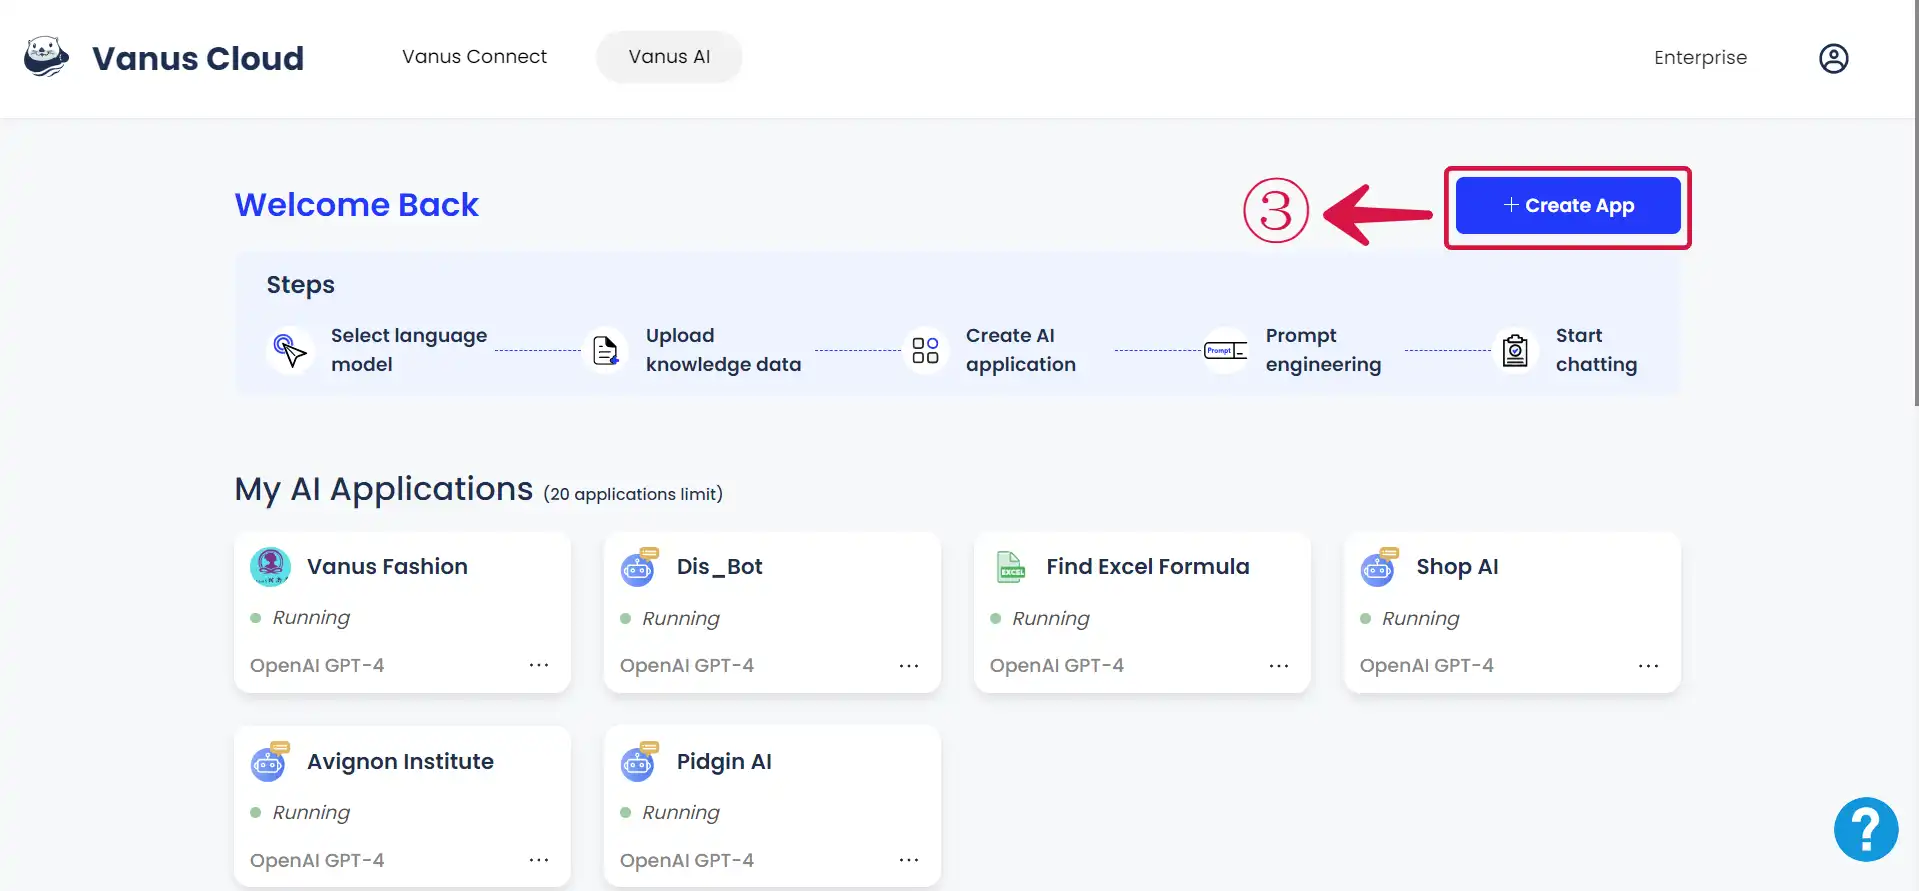 Vanus Cloud
Vanus Connect
Vanus AI
Enterprise
Welcome Back
③
+ Create App
Steps
Select language
model
Upload
knowledge data
Create AI
application
Prompt
Prompt
engineering
Start
chatting
My AI Applications (20 applications limit)
Vanus Fashion
Running
OpenAI GPT-4
...
Dis_Bot
Running
OpenAI GPT-4
...
EXCEL
Find Excel Formula
Running
OpenAI GPT-4
...
Shop AI
Running
OpenAI GPT-4
...
Avignon Institute
Running
OpenAI GPT-4
...
Pidgin AI
Running
OpenAI GPT-4
...
?